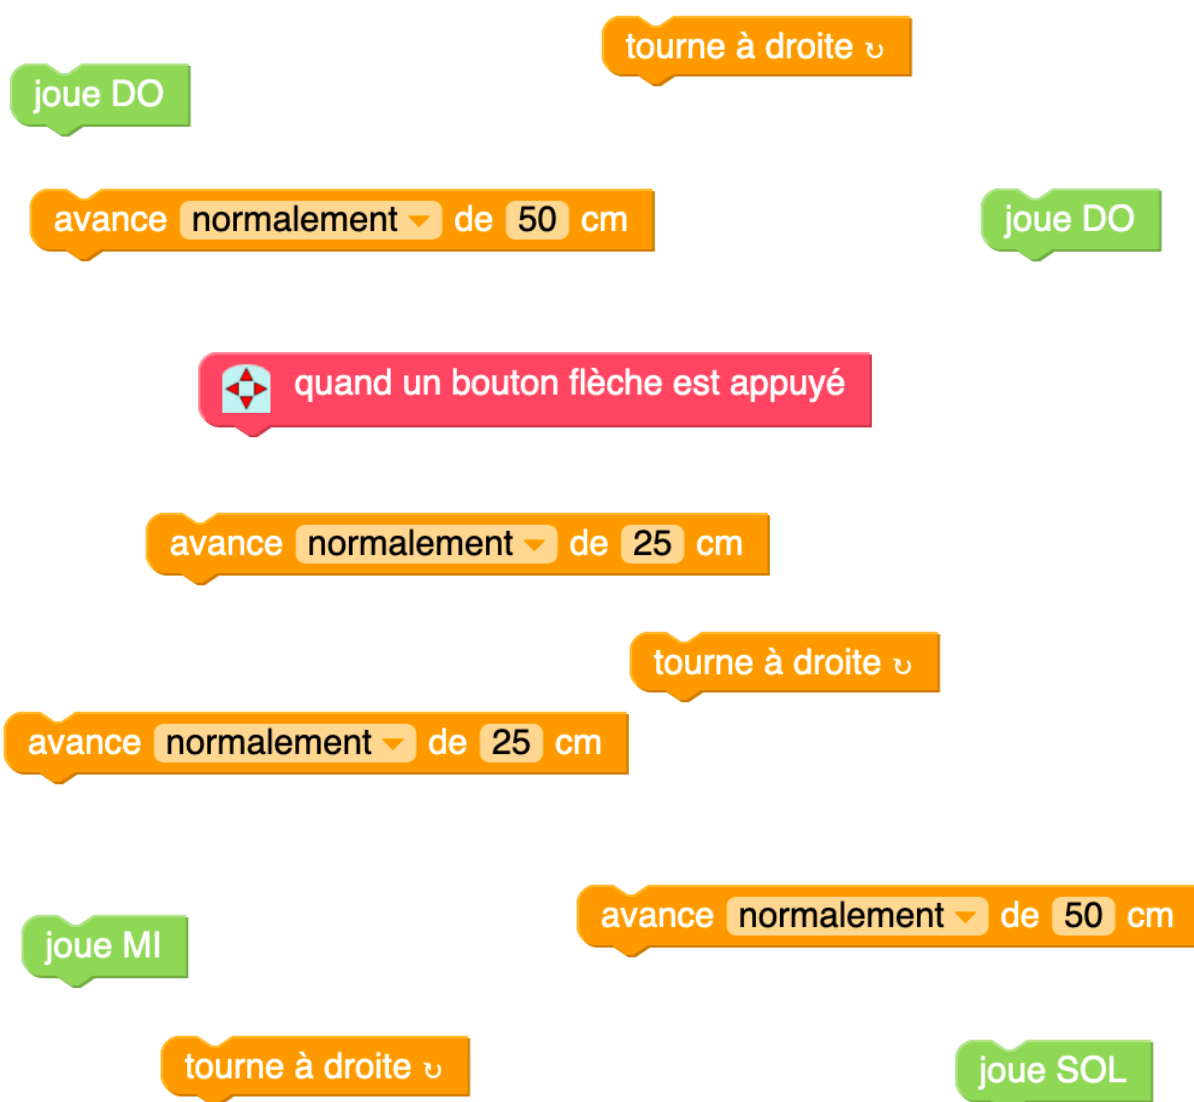 tourne à droite ↻
joue DO
avance normalement de 50 cm
joue DO
quand un bouton flèche est appuyé
avance normalement de 25 cm
tourne à droite ↻
avance normalement de 25 cm
avance normalement de 50 cm
joue MI
tourne à droite ↻
joue SOL